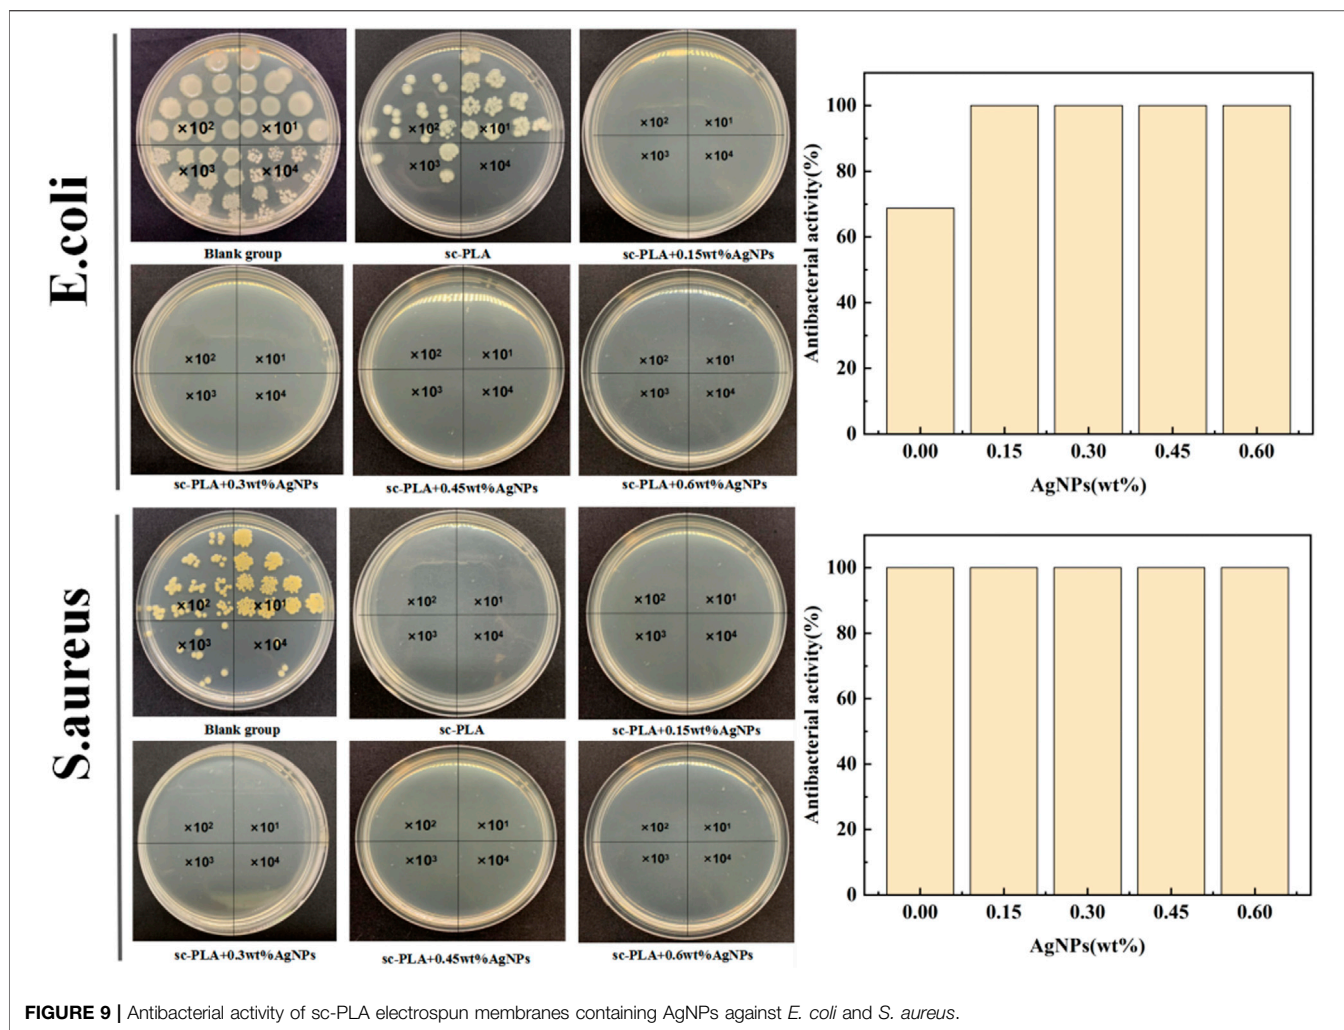 E.coli
×10² ×10¹
×10³ ×10⁴
Blank group
×10² ×10¹
×10³ ×10⁴
sc-PLA
×10² ×10¹
×10³ ×10⁴
sc-PLA+0.15wt%AgNPs
×10² ×10¹
×10³ ×10⁴
sc-PLA+0.3wt%AgNPs
×10² ×10¹
×10³ ×10⁴
sc-PLA+0.45wt%AgNPs
×10² ×10¹
×10³ ×10⁴
sc-PLA+0.6wt%AgNPs
Antibacterial activity(%)
100
80
60
40
20
0
0.00 0.15 0.30 0.45 0.60
AgNPs(wt%)
S.aureus
×10² ×10¹
×10³ ×10⁴
Blank group
×10² ×10¹
×10³ ×10⁴
sc-PLA
×10² ×10¹
×10³ ×10⁴
sc-PLA+0.15wt%AgNPs
×10² ×10¹
×10³ ×10⁴
sc-PLA+0.3wt%AgNPs
×10² ×10¹
×10³ ×10⁴
sc-PLA+0.45wt%AgNPs
×10² ×10¹
×10³ ×10⁴
sc-PLA+0.6wt%AgNPs
Antibacterial activity(%)
100
80
60
40
20
0
0.00 0.15 0.30 0.45 0.60
AgNPs(wt%)
FIGURE 9 | Antibacterial activity of sc-PLA electrospun membranes containing AgNPs against E. coli and S. aureus.